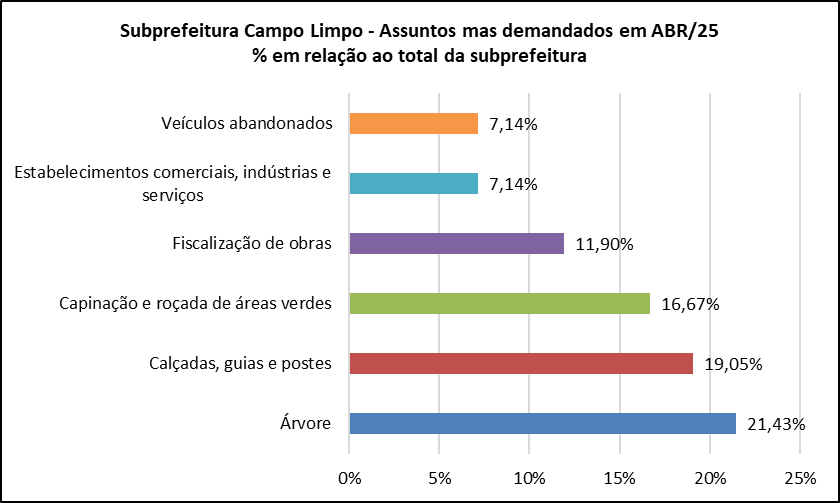 Subprefeitura Campo Limpo - Assuntos mas demandados em ABR/25
% em relação ao total da subprefeitura
Veículos abandonados
7,14%
Estabelecimentos comerciais, indústrias e
serviços
7,14%
Fiscalização de obras
11,90%
Capinação e roçada de áreas verdes
16,67%
Calçadas, guias e postes
19,05%
Árvore
21,43%
0% 5% 10% 15% 20% 25%